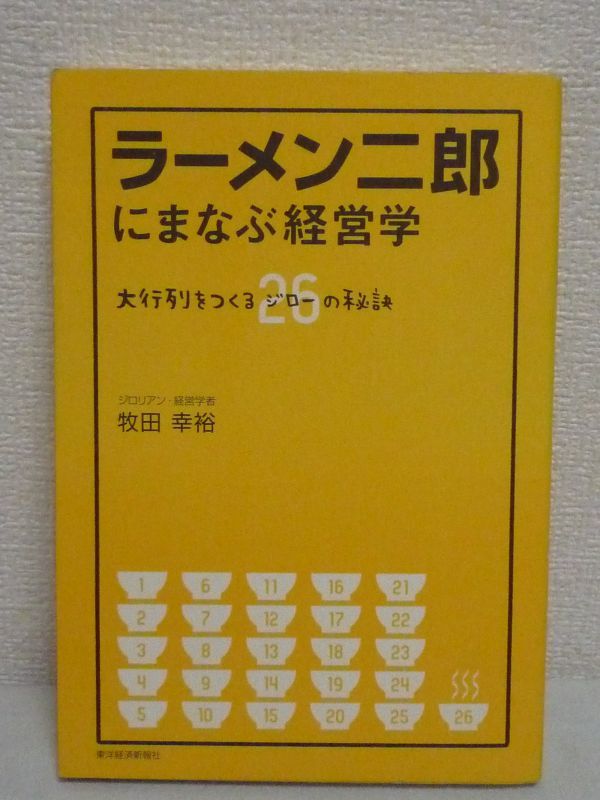 ラーメン二郎
にまなぶ経営学
大行列をつくる26ジローの秘訣
ジロリアン・経営学者
牧田 幸裕
1 6 11 16 21
2 7 12 17 22
3 8 13 18 23
4 9 14 19 24
5 10 15 20 25 26
東洋経済新報社